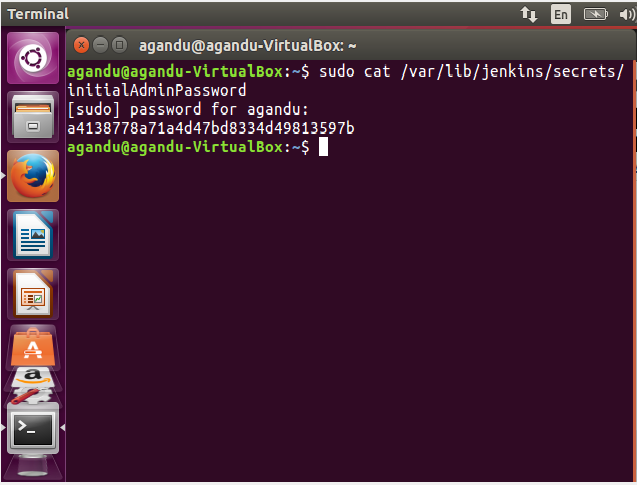 Terminal
En
agandu@agandu-VirtualBox: ~
agandu@agandu-VirtualBox:~$ sudo cat /var/lib/jenkins/secrets/
initialAdminPassword
[sudo] password for agandu:
a4138778a71a4d47bd8334d49813597b
agandu@agandu-VirtualBox:~$